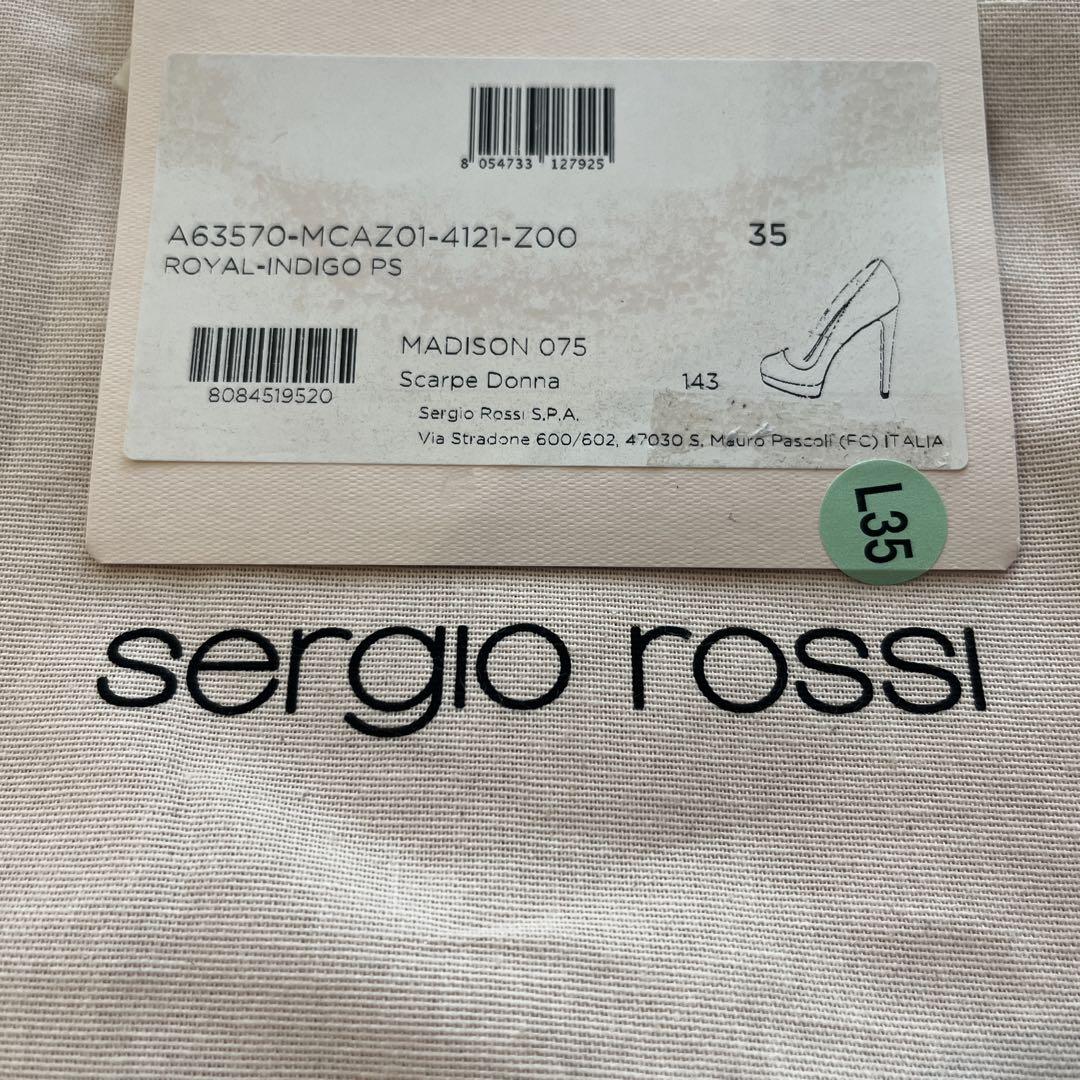 8 054733 127925
A63570-MCAZ01-4121-Z00 35
ROYAL-INDIGO PS
MADISON 075
8084519520
Scarpe Donna 143
Sergio Rossi S.P.A.
Via Stradone 600/602, 47030 S. Mauro Pascoli (FC) ITALIA
L35
sergio rossi